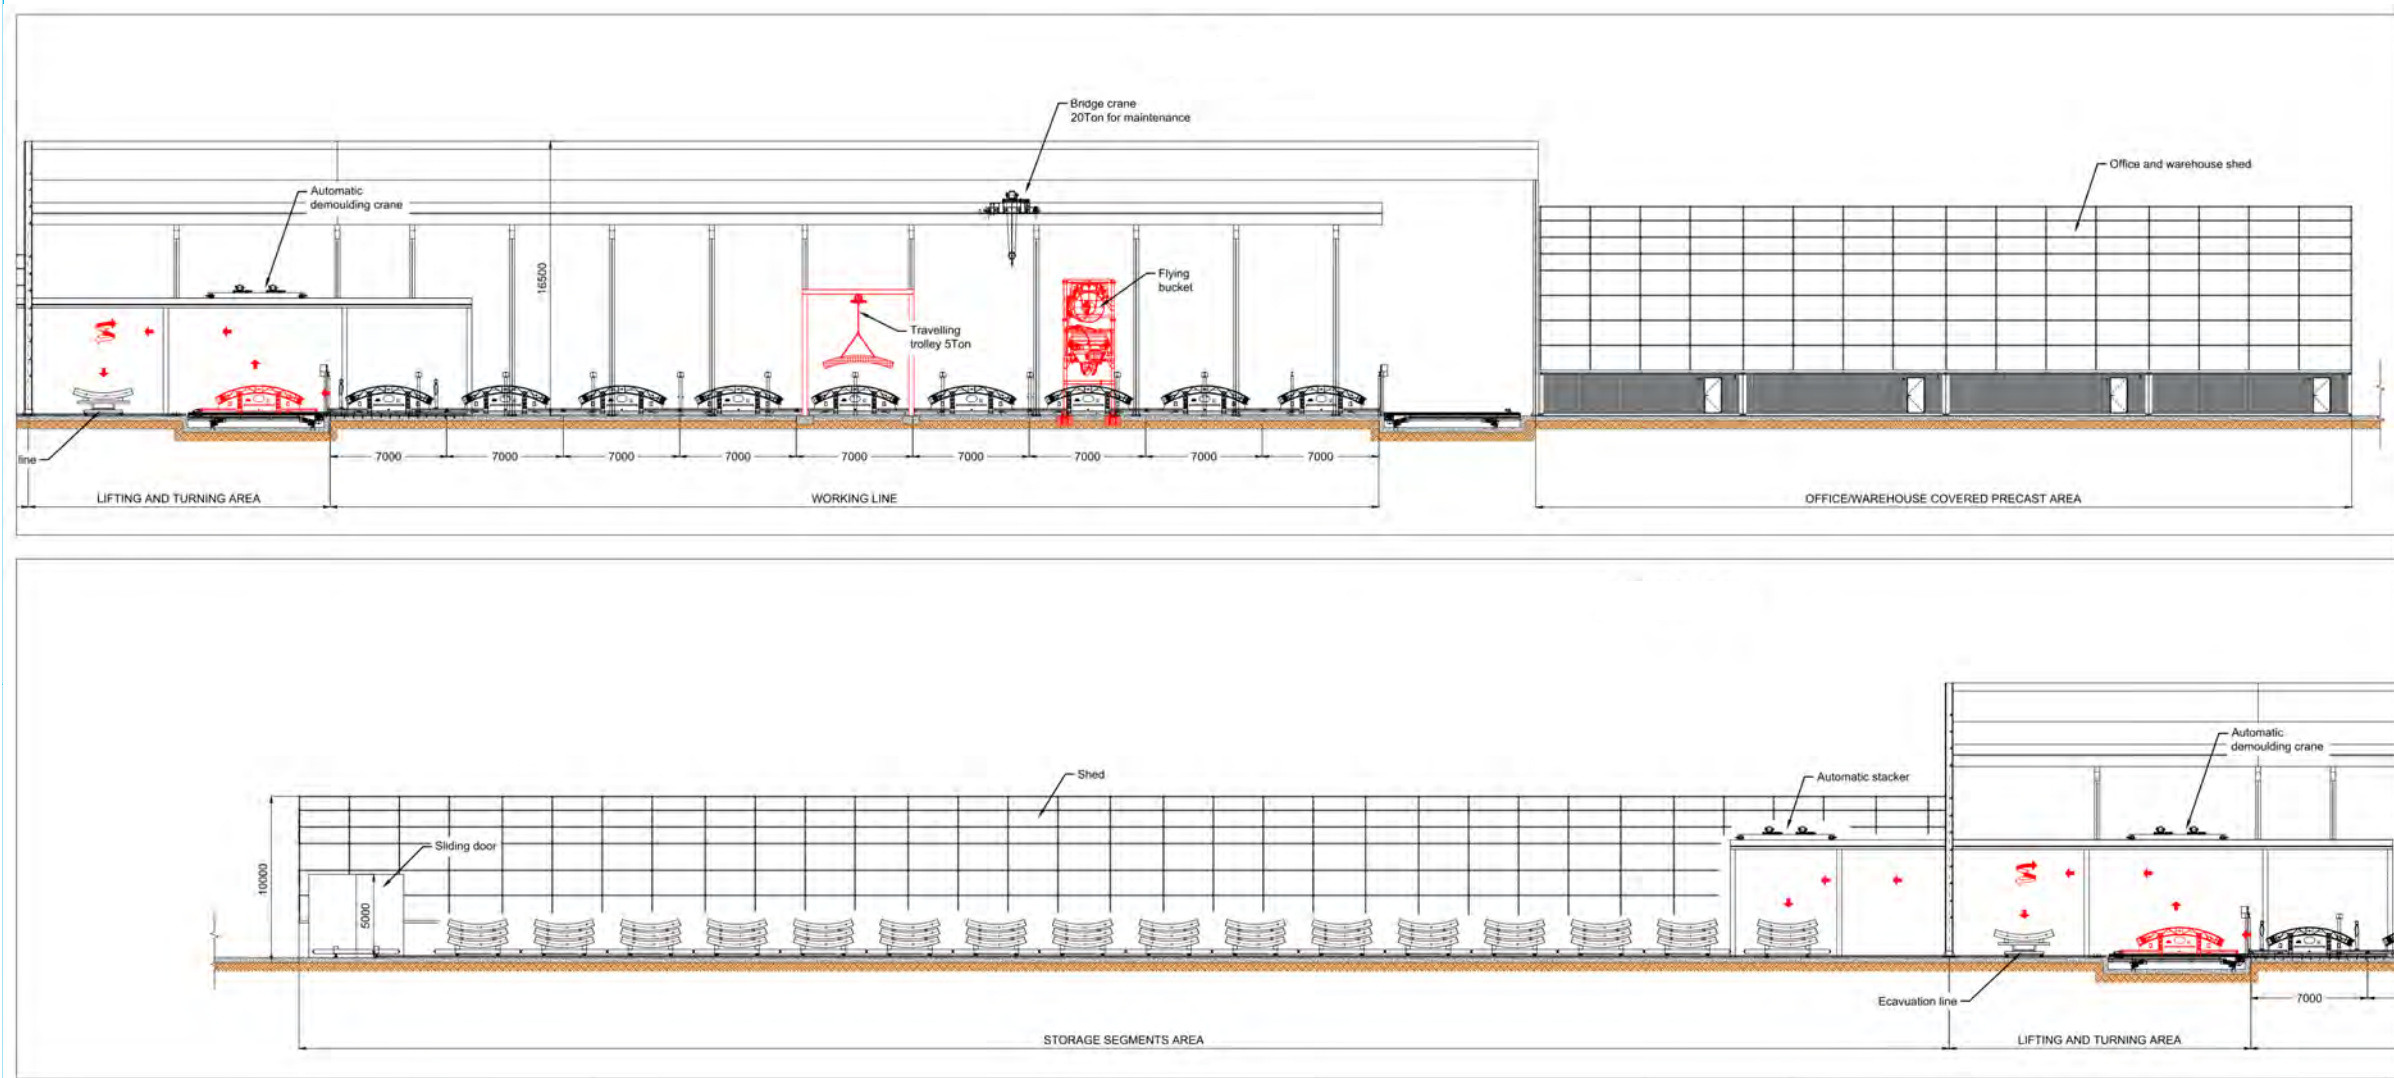 Bridge crane
20Ton for maintenance
Office and warehouse shed
Automatic
demoulding crane
16500
Flying
bucket
Travelling
trolley 5Ton
line
7000
7000
7000
7000
7000
7000
7000
7000
7000
LIFTING AND TURNING AREA
WORKING LINE
OFFICE/WAREHOUSE COVERED PRECAST AREA
Automatic
demoulding crane
Shed
Automatic stacker
Sliding door
10000
5000
Ecavuation line
7000
STORAGE SEGMENTS AREA
LIFTING AND TURNING AREA